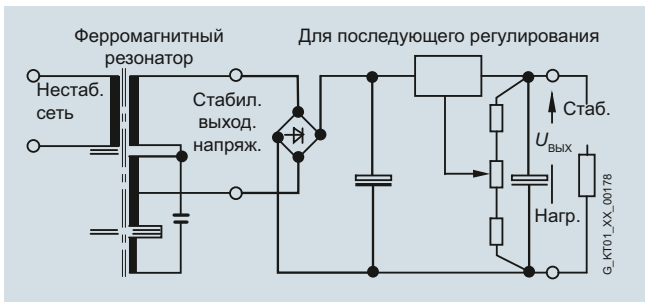 Ферромагнитный
резонатор
Для последующего регулирования
Нестаб.
сеть
Стабил.
выход.
напряж.
Стаб.
Uвых
Нагр.
G_KT01_XX_00178